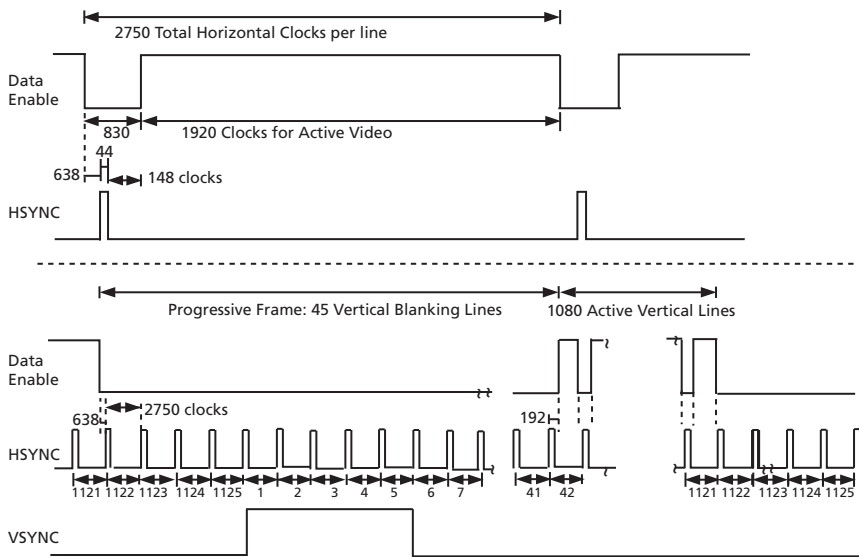 2750 Total Horizontal Clocks per line
Data
Enable
830
1920 Clocks for Active Video
44
638
148 clocks
HSYNC
Progressive Frame: 45 Vertical Blanking Lines
1080 Active Vertical Lines
Data
Enable
2750 clocks
638
192
HSYNC
1121 1122 1123 1124 1125 1 2 3 4 5 6 7 41 42 1121 1122 1123 1124 1125
VSYNC